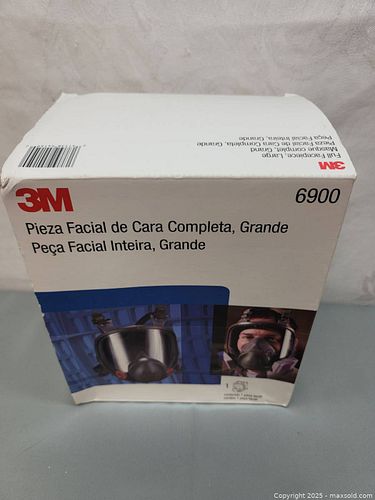 Full Facepiece, Large
Masque complet, Grand
Pieza Facial de Cara Completa, Grande
Peça Facial Inteira, Grande
3M
3M
6900
Pieza Facial de Cara Completa, Grande
Peça Facial Inteira, Grande
1
Copyright 2025 - maxsold.com